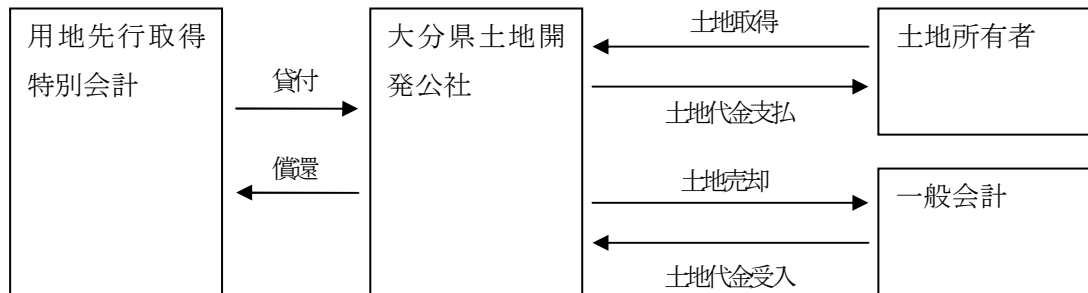 用地先行取得
特別会計
貸付
償還
大分県土地開
発公社
土地取得
土地代金支払
土地売却
土地代金受入
土地所有者
一般会計